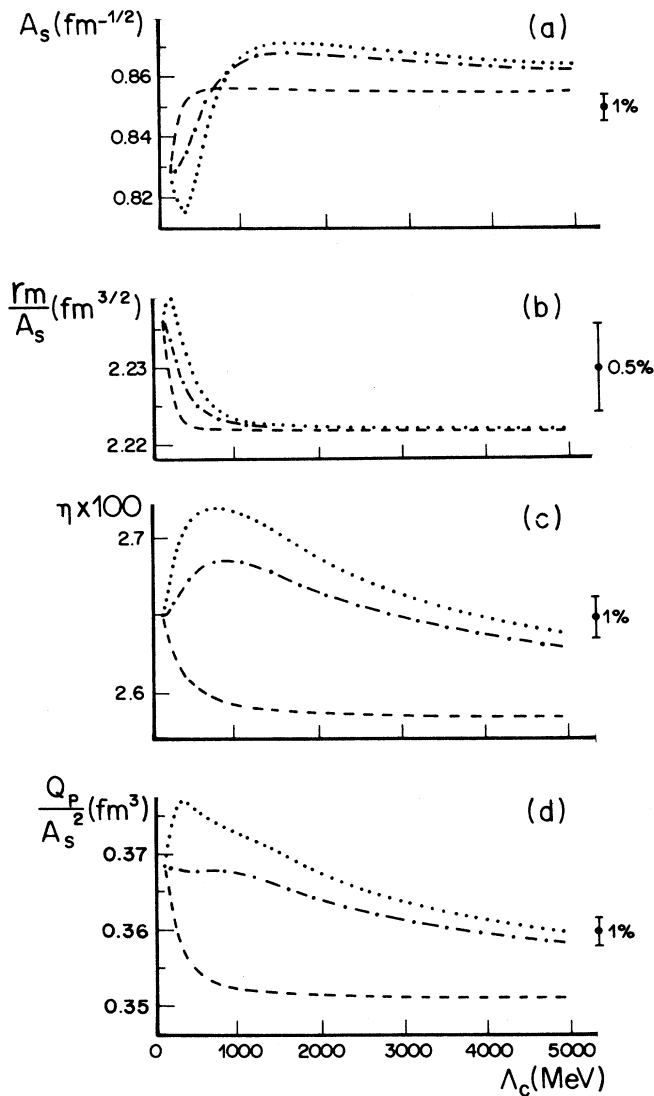 A_s(fm^-1/2)
(a)
0.86
0.84
0.82
1%
rm/A_s (fm^3/2)
(b)
2.23
2.22
0.5%
η×100
(c)
2.7
2.6
1%
Q_P/A_s^2 (fm^3)
(d)
0.37
0.36
0.35
1%
0 1000 2000 3000 4000 5000
Λ_c(MeV)